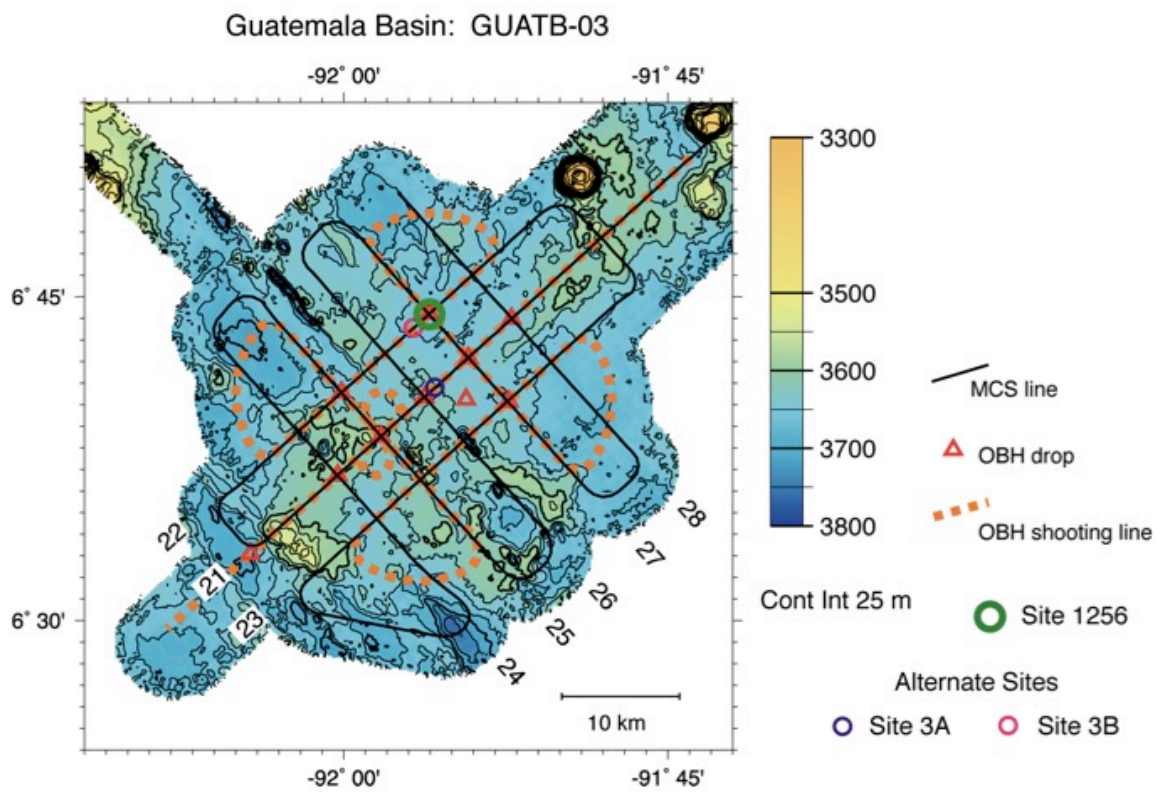 Guatemala Basin: GUATB-03
-92° 00' -91° 45'
6° 45'
6° 30'
-92° 00' -91° 45'
22
21
23
24
25
26
27
28
10 km
3300
3500
3600
3700
3800
Cont Int 25 m
MCS line
OBH drop
OBH shooting line
Site 1256
Alternate Sites
Site 3A Site 3B